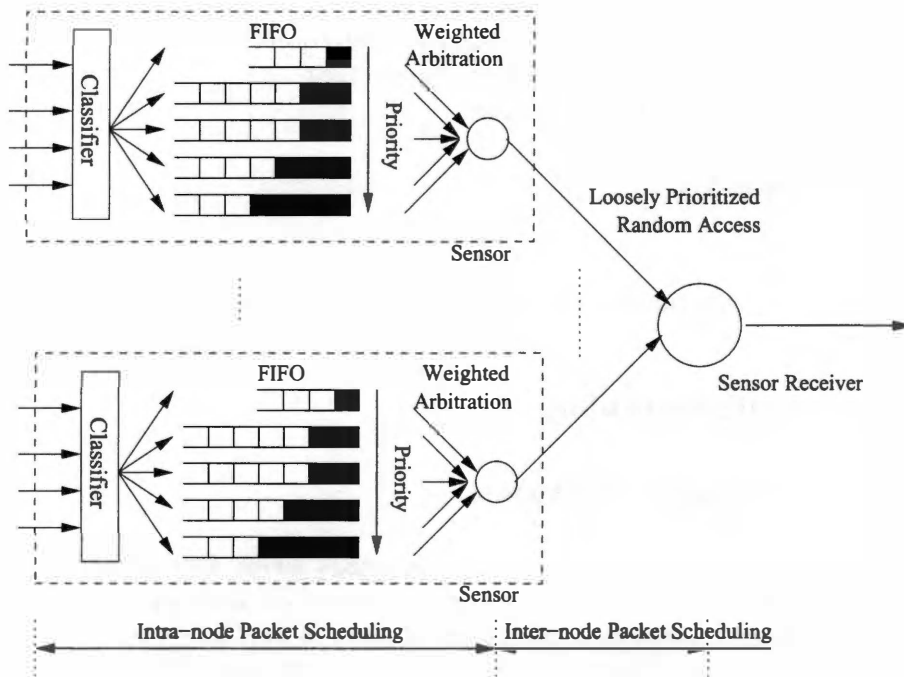 FIFO
Weighted
Arbitration
Classifier
Priority
Loosely Prioritized
Random Access
Sensor
Sensor Receiver
FIFO
Weighted
Arbitration
Classifier
Priority
Sensor
Intra-node Packet Scheduling
Inter-node Packet Scheduling